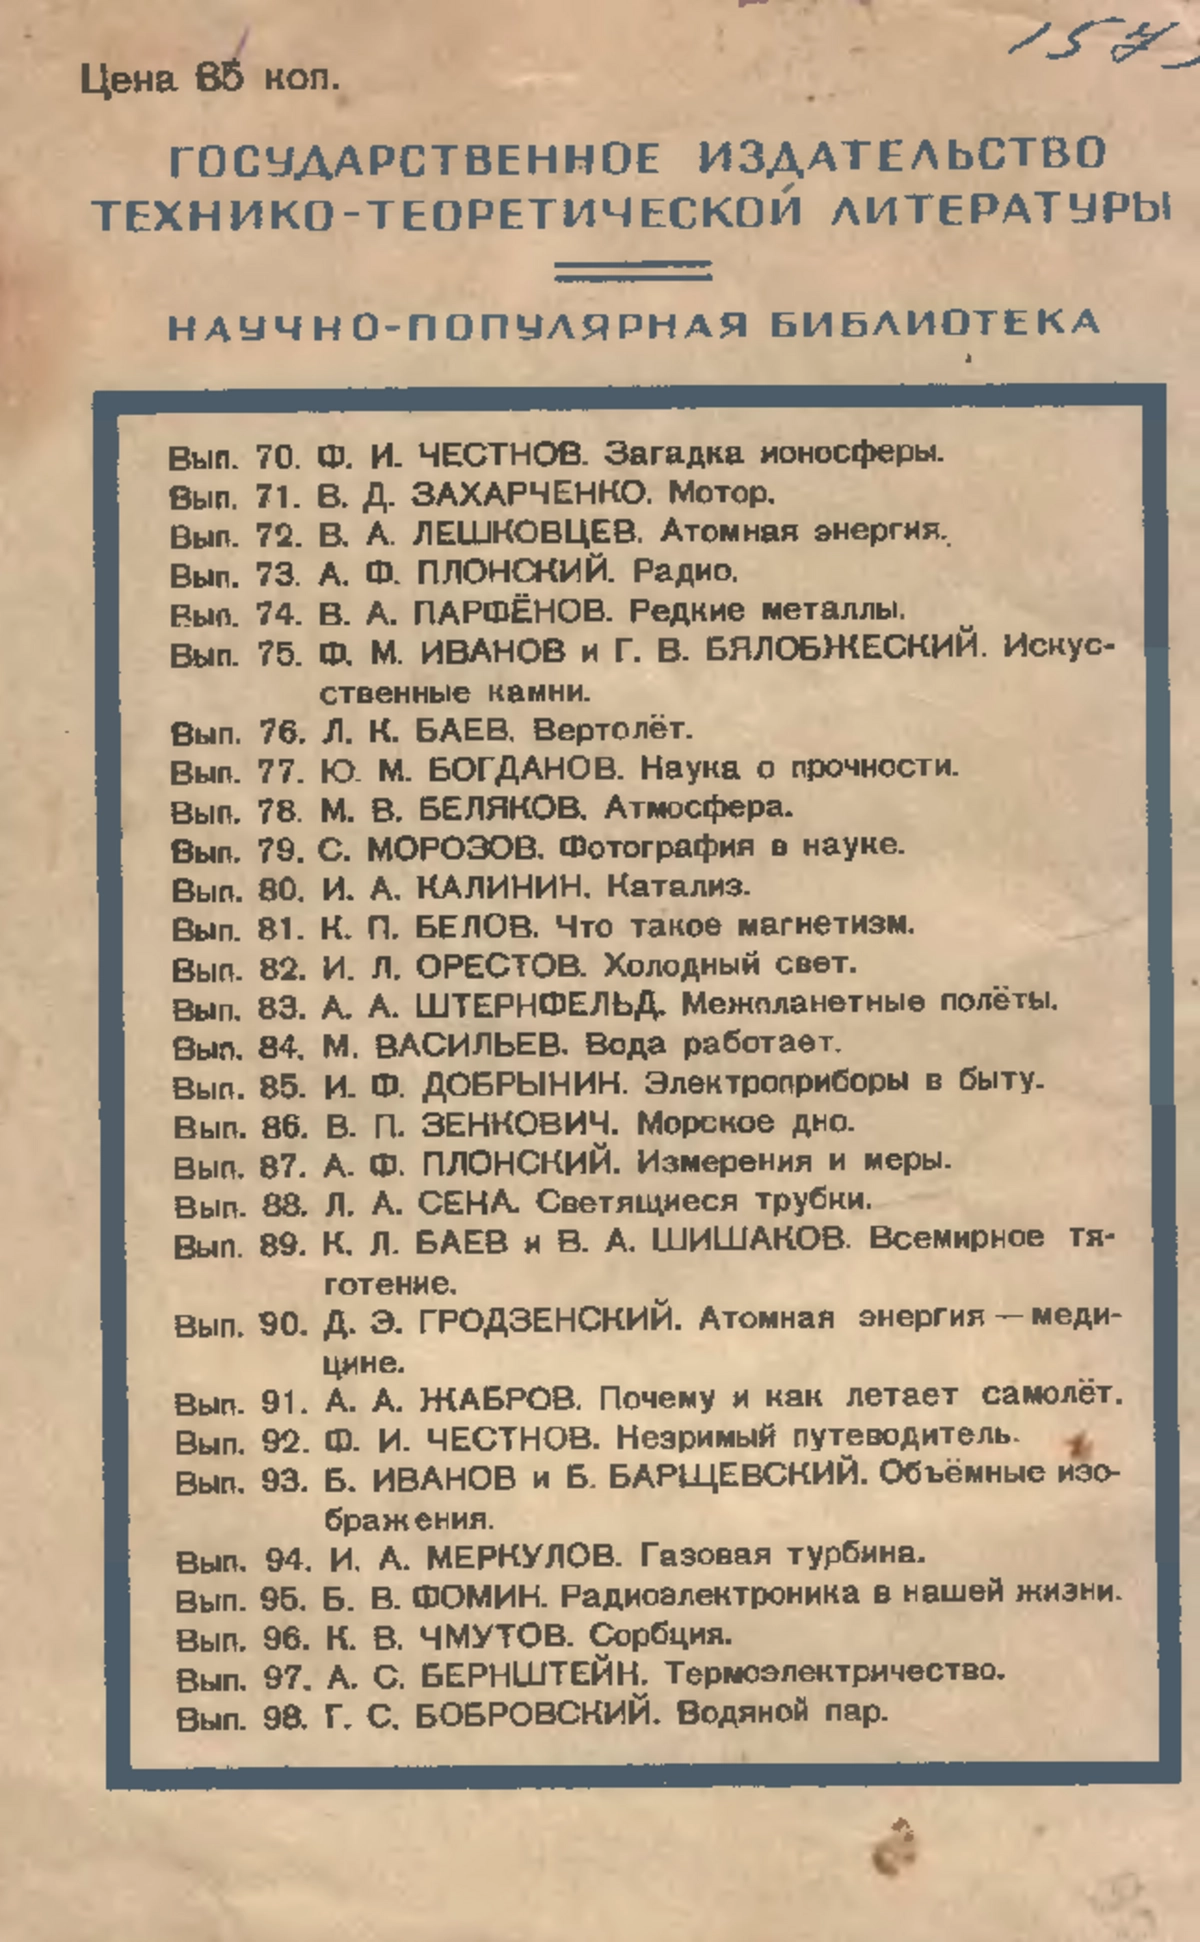 Цена 85 коп.
ГОСУДАРСТВЕННОЕ ИЗДАТЕЛЬСТВО
ТЕХНИКО-ТЕОРЕТИЧЕСКОЙ ЛИТЕРАТУРЫ
НАУЧНО-ПОПУЛЯРНАЯ БИБЛИОТЕКА
Вып. 70. Ф. И. ЧЕСТНОВ. Загадка ионосферы.
Вып. 71. В. Д. ЗАХАРЧЕНКО. Мотор.
Вып. 72. В. А. ЛЕШКОВЦЕВ. Атомная энергия.
Вып. 73. А. Ф. ПЛОНСКИЙ. Радио.
Вып. 74. В. А. ПАРФЁНОВ. Редкие металлы.
Вып. 75. Ф. М. ИВАНОВ и Г. В. БЯЛОБЖЕСКИЙ. Искус-
ственные камни.
Вып. 76. Л. К. БАЕВ. Вертолёт.
Вып. 77. Ю. М. БОГДАНОВ. Наука о прочности.
Вып. 78. М. В. БЕЛЯКОВ. Атмосфера.
Вып. 79. С. МОРОЗОВ. Фотография в науке.
Вып. 80. И. А. КАЛИНИН. Катализ.
Вып. 81. К. П. БЕЛОВ. Что такое магнетизм.
Вып. 82. И. Л. ОРЕСТОВ. Холодный свет.
Вып. 83. А. А. ШТЕРНФЕЛЬД. Межпланетные полёты.
Вып. 84. М. ВАСИЛЬЕВ. Вода работает.
Вып. 85. И. Ф. ДОБРЫНИН. Электроприборы в быту.
Вып. 86. В. П. ЗЕНКОВИЧ. Морское дно.
Вып. 87. А. Ф. ПЛОНСКИЙ. Измерения и меры.
Вып. 88. Л. А. СЕНА. Светящиеся трубки.
Вып. 89. К. Л. БАЕВ и В. А. ШИШАКОВ. Всемирное тя-
готение.
Вып. 90. Д. Э. ГРОДЗЕНСКИЙ. Атомная энергия — меди-
цине.
Вып. 91. А. А. ЖАБРОВ. Почему и как летает самолёт.
Вып. 92. Ф. И. ЧЕСТНОВ. Незримый путеводитель.
Вып. 93. Б. ИВАНОВ и Б. БАРЩЕВСКИЙ. Объёмные изо-
бражения.
Вып. 94. И. А. МЕРКУЛОВ. Газовая турбина.
Вып. 95. Б. В. ФОМИН. Радиоэлектроника в нашей жизни.
Вып. 96. К. В. ЧМУТОВ. Сорбция.
Вып. 97. А. С. БЕРНШТЕЙН. Термоэлектричество.
Вып. 98. Г. С. БОБРОВСКИЙ. Водяной пар.